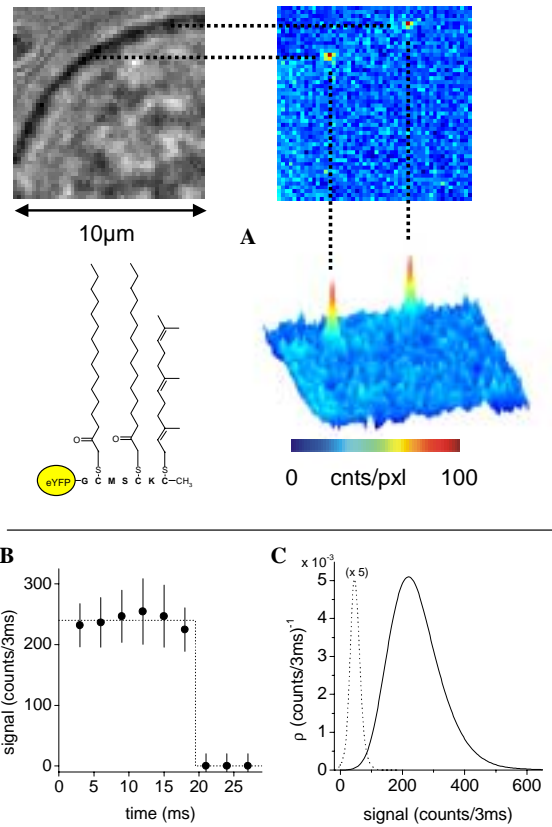 10µm
A
O O
S S S
eYFP G C M S C K C CH3
0 cnts/pxl 100
B
signal (counts/3ms)
300
200
100
0
0 5 10 15 20 25
time (ms)
C
x 10-3
(x 5)
ρ (counts/3ms)-1
5
4
3
2
1
0
0 200 400 600
signal (counts/3ms)